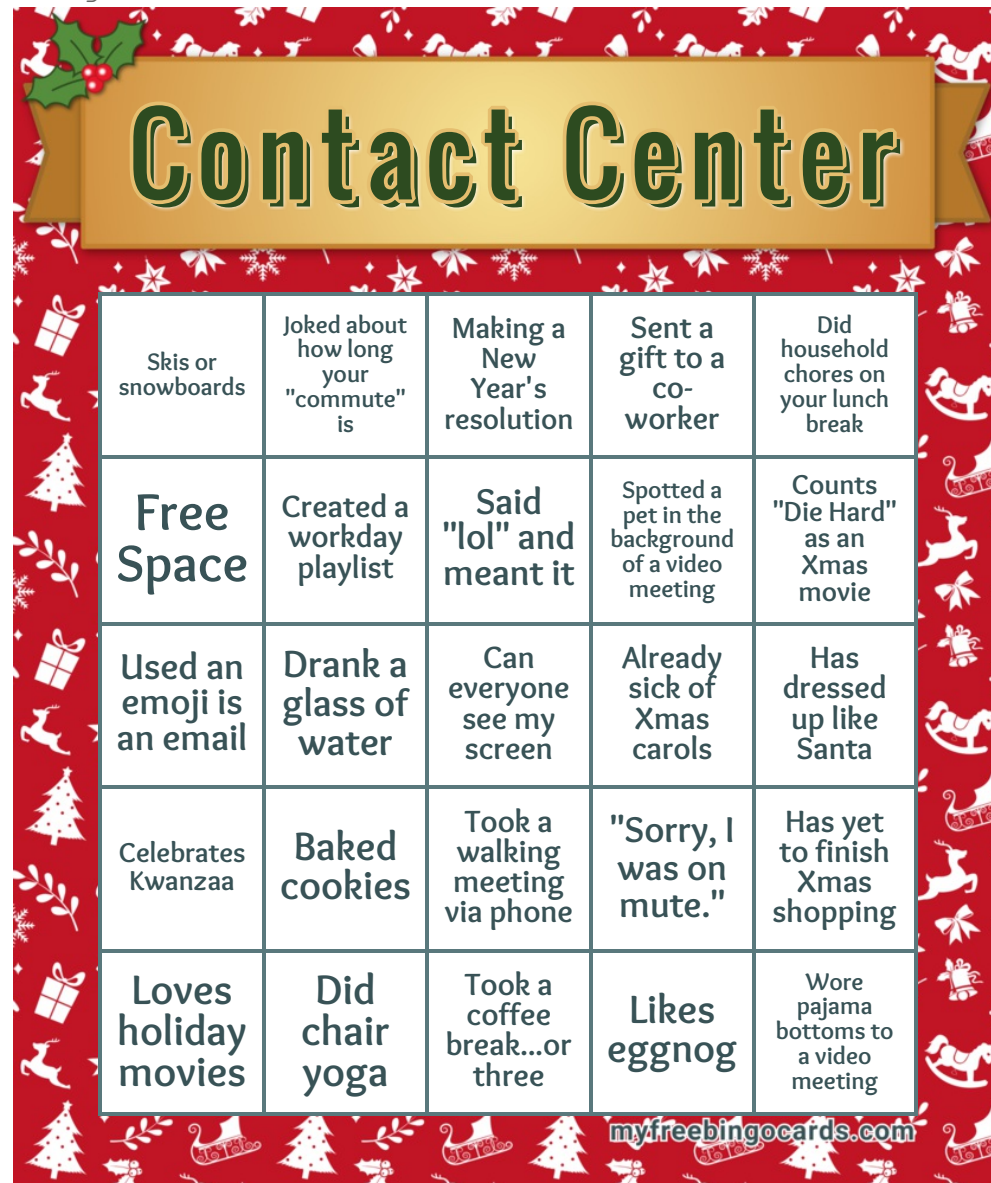 Contact Center
Skis or
snowboards
Joked about
how long
your
"commute"
is
Making a
New
Year's
resolution
Sent a
gift to a
co-
worker
Did
household
chores on
your lunch
break
Free
Space
Created a
workday
playlist
Said
"lol" and
meant it
Spotted a
pet in the
background
of a video
meeting
Counts
"Die Hard"
as an
Xmas
movie
Used an
emoji is
an email
Drank a
glass of
water
Can
everyone
see my
screen
Already
sick of
Xmas
carols
Has
dressed
up like
Santa
Celebrates
Kwanzaa
Baked
cookies
Took a
walking
meeting
via phone
"Sorry, I
was on
mute."
Has yet
to finish
Xmas
shopping
Loves
holiday
movies
Did
chair
yoga
Took a
coffee
break...or
three
Likes
eggnog
Wore
pajama
bottoms to
a video
meeting
myfreebingocards.com